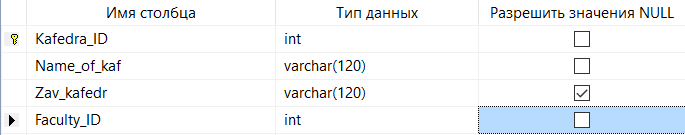 Имя столбца Тип данных Разрешить значения NULL
Kafedra_ID int
Name_of_kaf varchar(120)
Zav_kafedr varchar(120)
Faculty_ID int